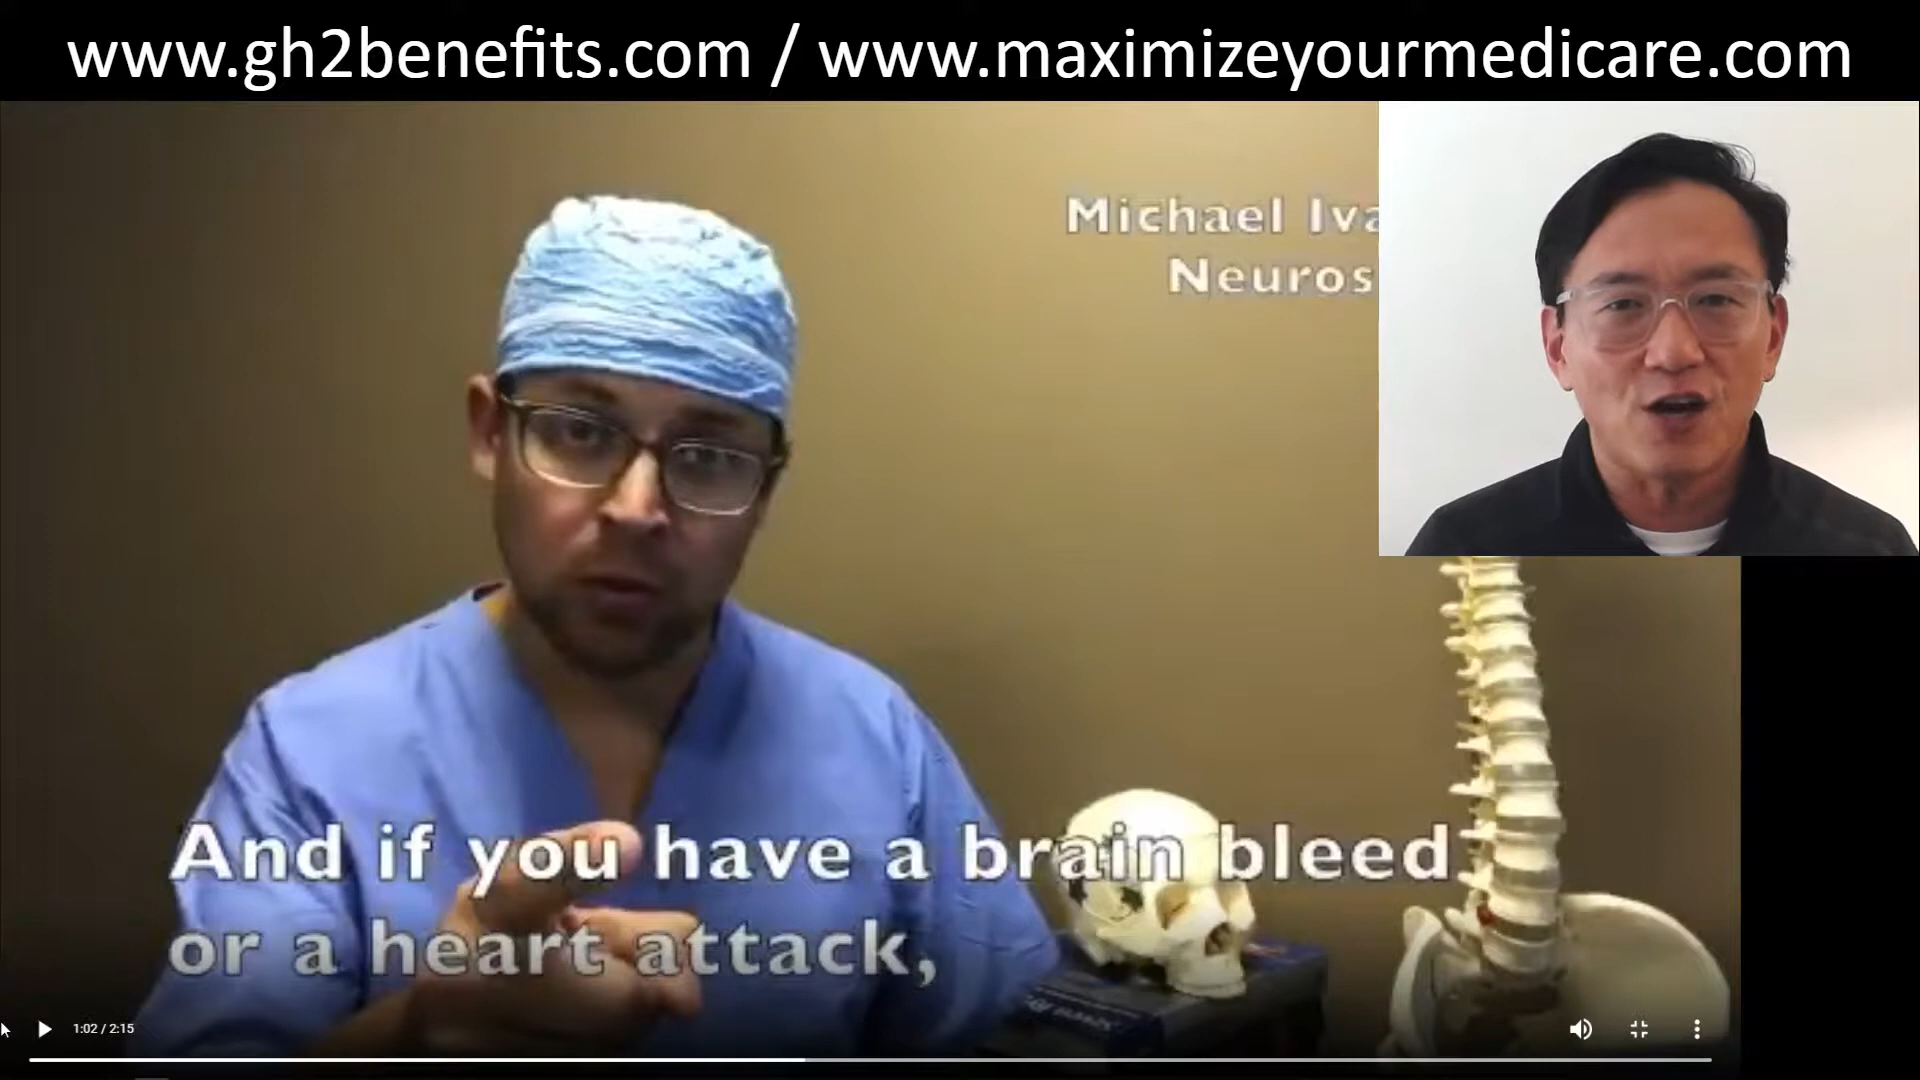 www.gh2benefits.com / www.maximizeyourmedicare.com
Michael Iva
Neuros
And if you have a brain bleed
or a heart attack,
1:02 / 2:15